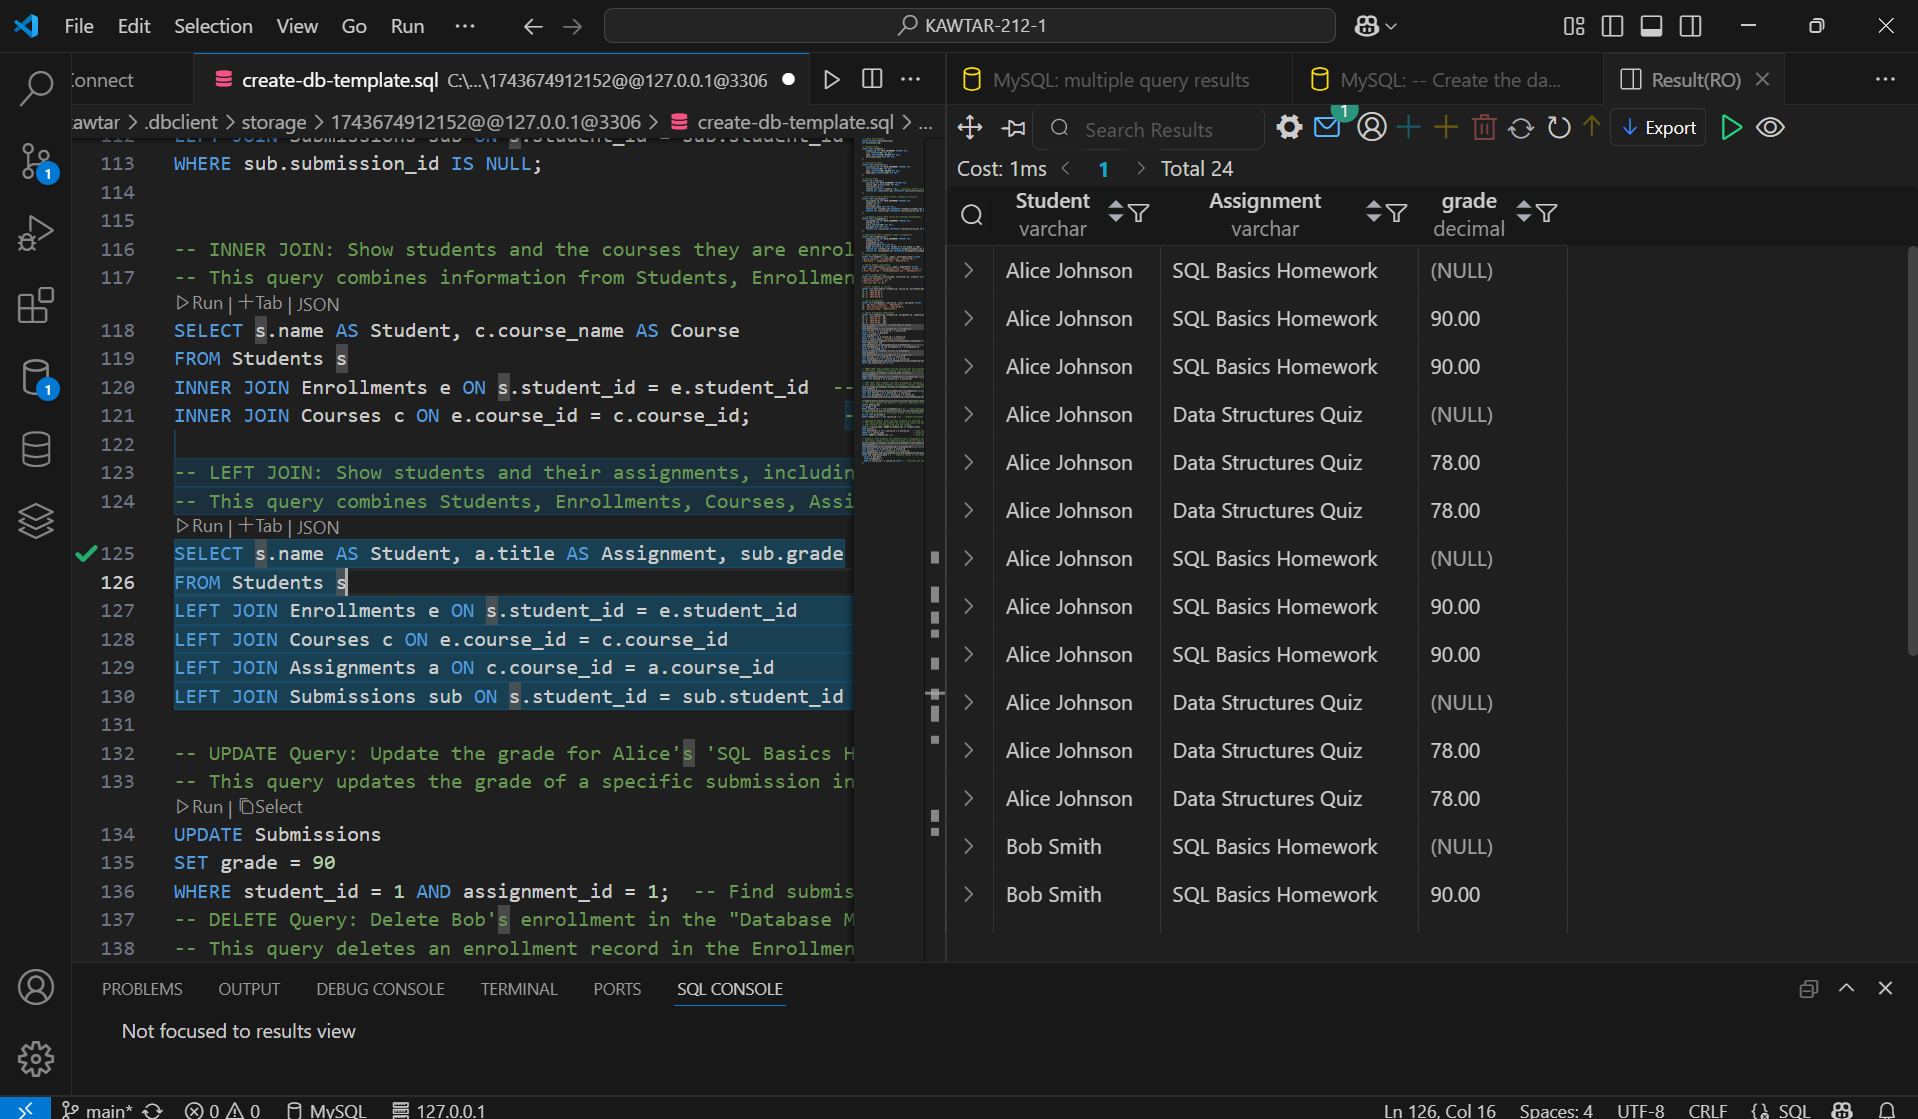 File Edit Selection View Go Run ··· KAWTAR-212-1
onnect create-db-template.sql C:\...\1743674912152@@127.0.0.1@3306
MySQL: multiple query results MySQL: -- Create the da... Result(RO)
awtar > .dbclient > storage > 1743674912152@@127.0.0.1@3306 > create-db-template.sql > ...
Search Results 1 Export
Cost: 1ms < 1 > Total 24
Student varchar Assignment varchar grade decimal
112 LEFT JOIN Submissions sub ON s.student_id = sub.student_id
113 WHERE sub.submission_id IS NULL;
114
115
116 -- INNER JOIN: Show students and the courses they are enrol
117 -- This query combines information from Students, Enrollmen
Run | +Tab | JSON
118 SELECT s.name AS Student, c.course_name AS Course
119 FROM Students s
120 INNER JOIN Enrollments e ON s.student_id = e.student_id --
121 INNER JOIN Courses c ON e.course_id = c.course_id; -
122
123 -- LEFT JOIN: Show students and their assignments, includin
124 -- This query combines Students, Enrollments, Courses, Assi
Run | +Tab | JSON
125 SELECT s.name AS Student, a.title AS Assignment, sub.grade
126 FROM Students s
127 LEFT JOIN Enrollments e ON s.student_id = e.student_id
128 LEFT JOIN Courses c ON e.course_id = c.course_id
129 LEFT JOIN Assignments a ON c.course_id = a.course_id
130 LEFT JOIN Submissions sub ON s.student_id = sub.student_id
131
132 -- UPDATE Query: Update the grade for Alice's 'SQL Basics H
133 -- This query updates the grade of a specific submission in
Run | Select
134 UPDATE Submissions
135 SET grade = 90
136 WHERE student_id = 1 AND assignment_id = 1; -- Find submis
137 -- DELETE Query: Delete Bob's enrollment in the "Database M
138 -- This query deletes an enrollment record in the Enrollmen
1
1
Alice Johnson SQL Basics Homework (NULL)
Alice Johnson SQL Basics Homework 90.00
Alice Johnson SQL Basics Homework 90.00
Alice Johnson Data Structures Quiz (NULL)
Alice Johnson Data Structures Quiz 78.00
Alice Johnson Data Structures Quiz 78.00
Alice Johnson SQL Basics Homework (NULL)
Alice Johnson SQL Basics Homework 90.00
Alice Johnson SQL Basics Homework 90.00
Alice Johnson Data Structures Quiz (NULL)
Alice Johnson Data Structures Quiz 78.00
Alice Johnson Data Structures Quiz 78.00
Bob Smith SQL Basics Homework (NULL)
Bob Smith SQL Basics Homework 90.00
PROBLEMS OUTPUT DEBUG CONSOLE TERMINAL PORTS SQL CONSOLE
Not focused to results view
main* 0 0 MySQL 127.0.0.1 Ln 126, Col 16 Spaces: 4 UTF-8 CRLF {} SQL